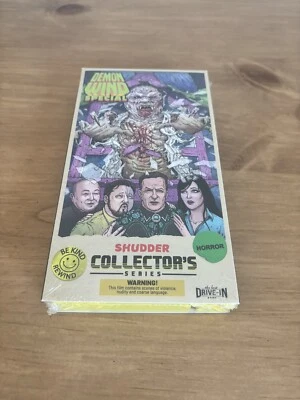 DEMON
WIND
SPECIAL
SHUDDER
COLLECTOR'S
SERIES
HORROR
BE KIND
REWIND
WARNING!
This film contains scenes of violence,
nudity and coarse language.
DRIVE-IN